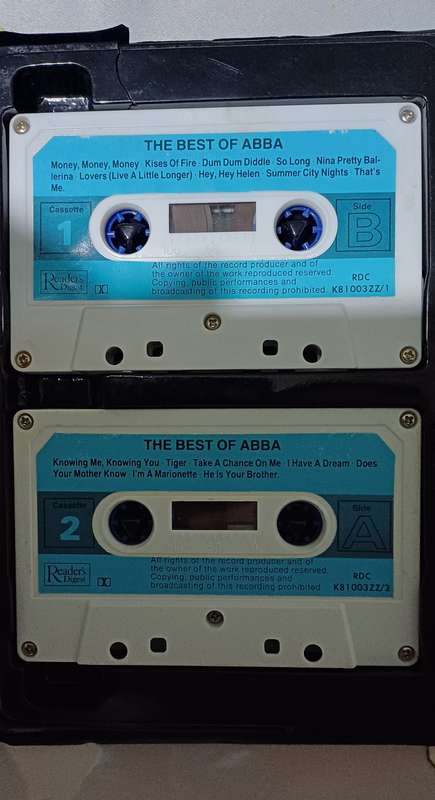 THE BEST OF ABBA
Money, Money, Money · Kises Of Fire · Dum Dum Diddle · So Long · Nina Pretty Bal-
lerina · Lovers (Live A Little Longer) · Hey, Hey Helen · Summer City Nights · That's
Me.
Cassette
1
Side
B
Reader's
Digest
All rights of the record producer and of
the owner of the work reproduced reserved.
Copying, public performances and
broadcasting of this recording prohibited.
RDC
K81003ZZ/1
THE BEST OF ABBA
Knowing Me, Knowing You · Tiger · Take A Chance On Me · I Have A Dream · Does
Your Mother Know · I'm A Marionette · He Is Your Brother.
Cassette
2
Side
A
Reader's
Digest
All rights of the record producer and of
the owner of the work reproduced reserved.
Copying, public performances and
broadcasting of this recording prohibited
RDC
K81003ZZ/2